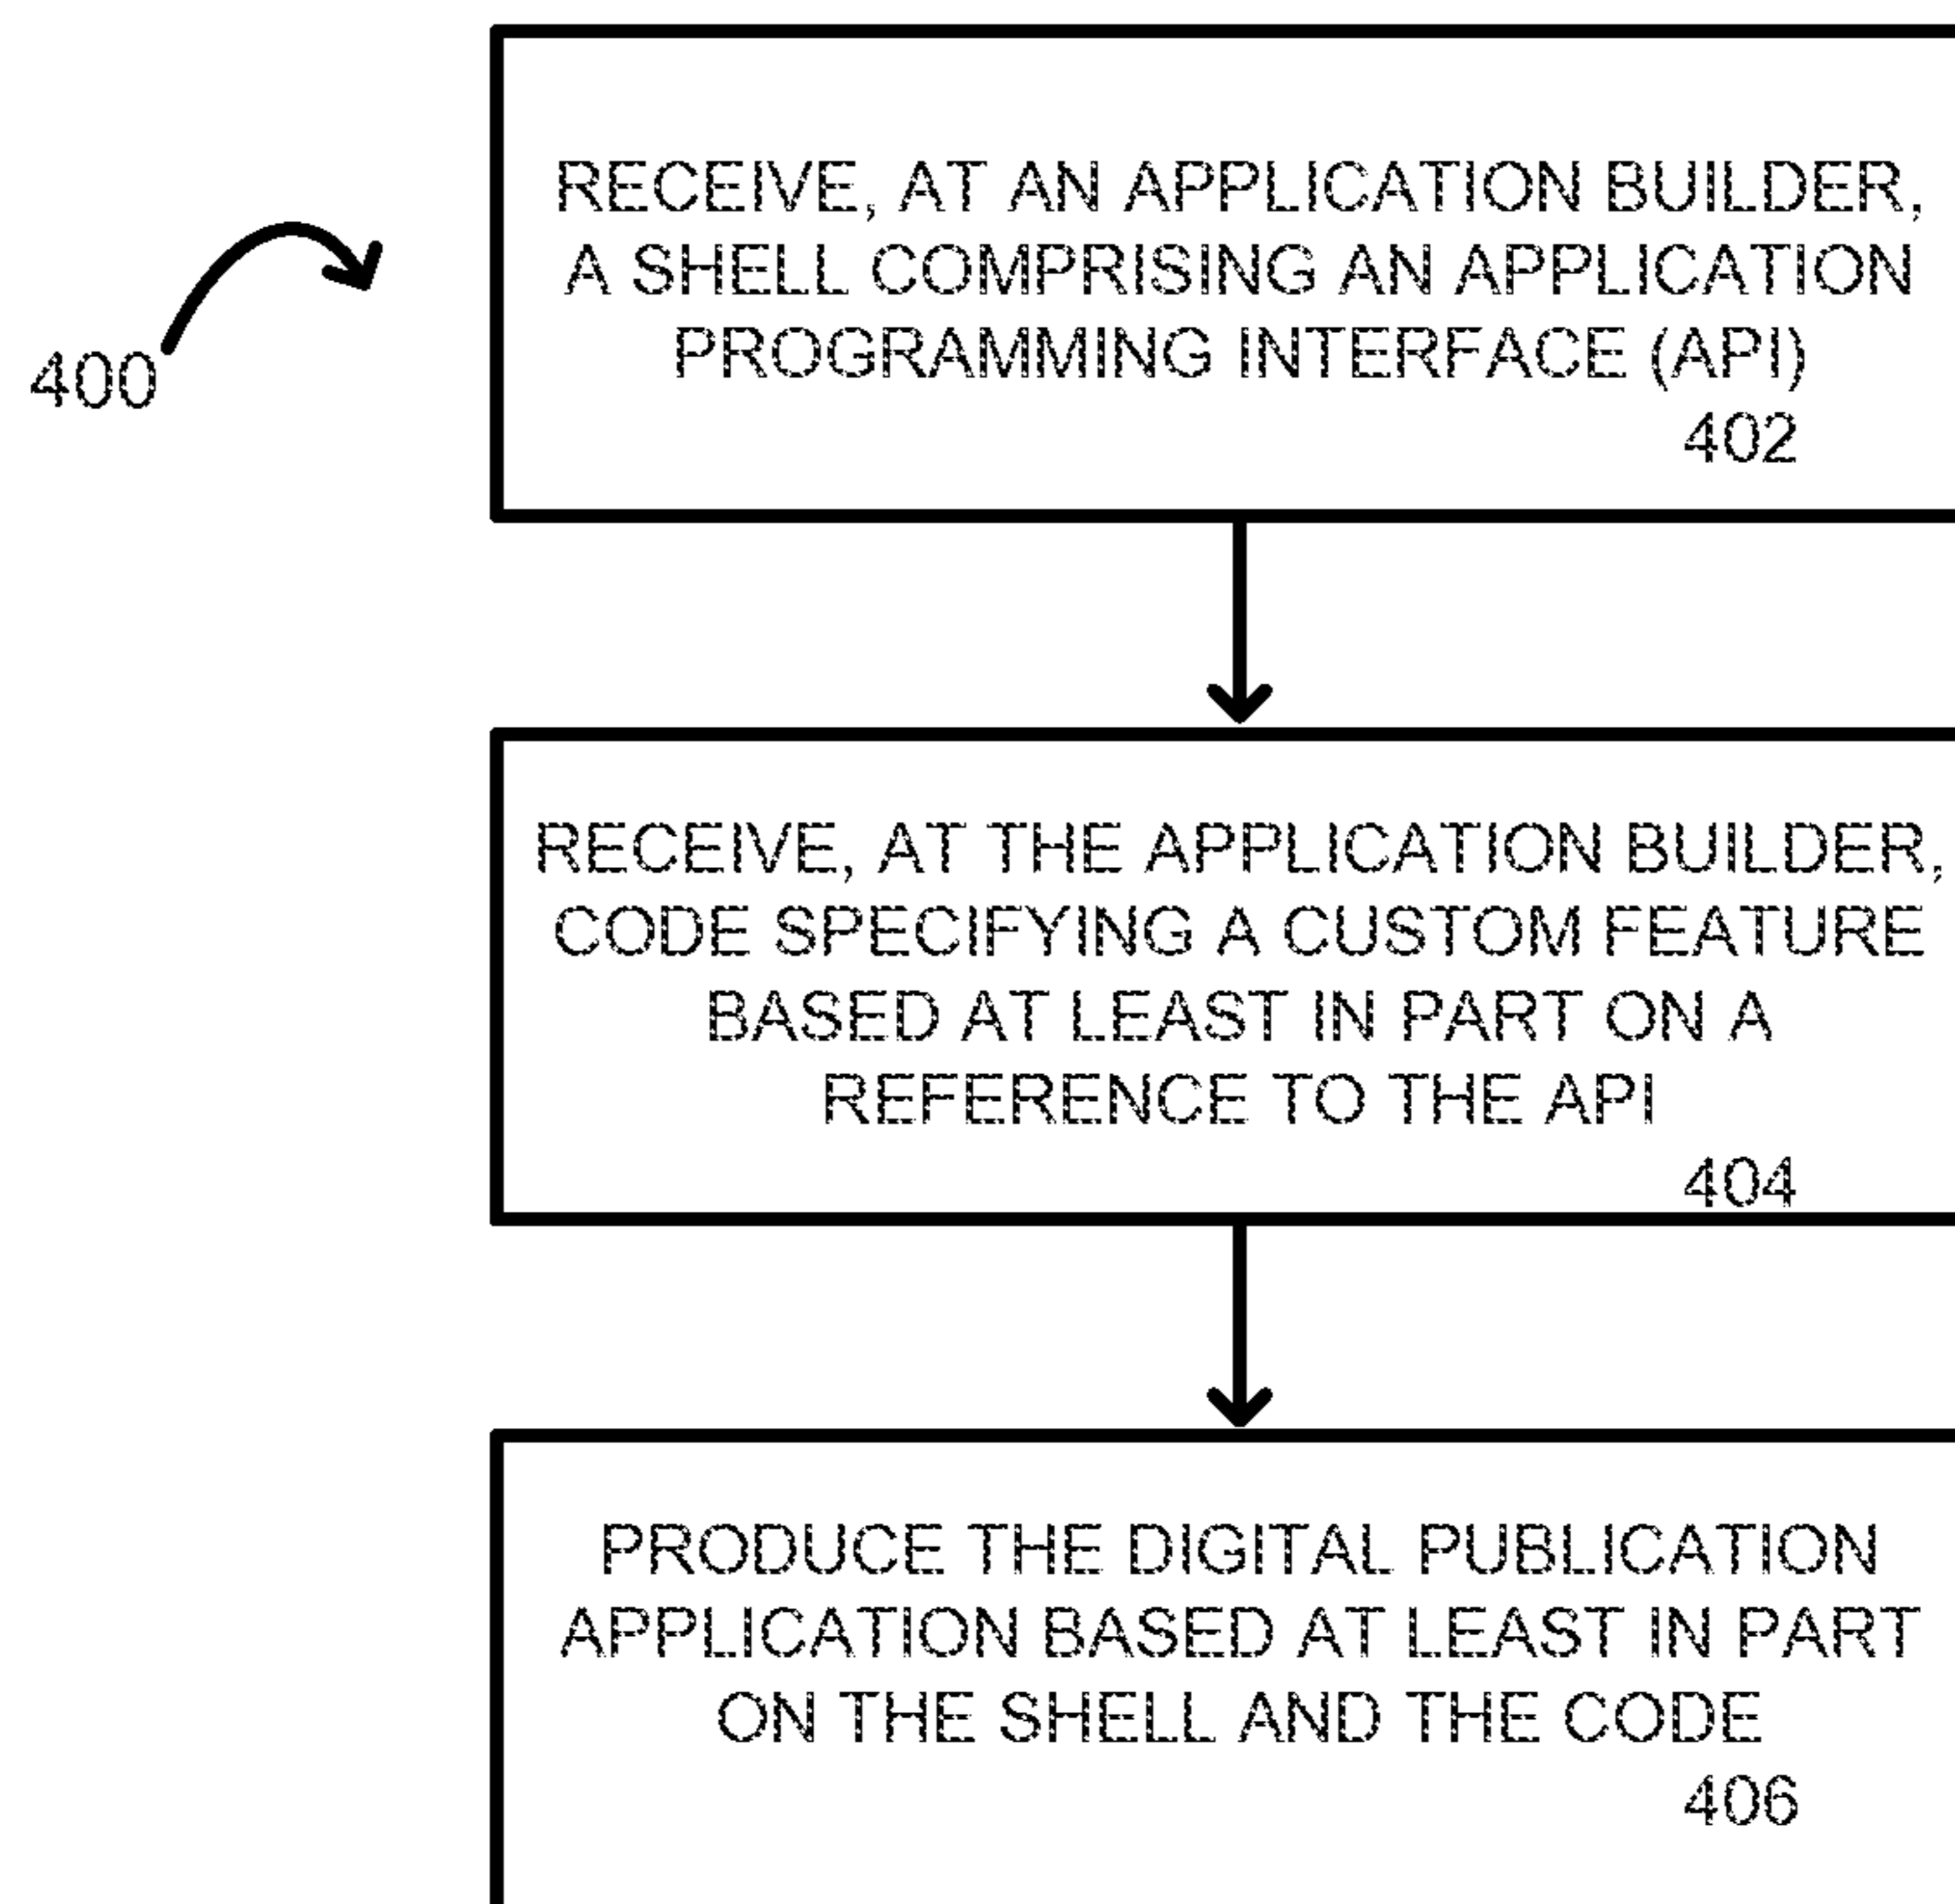 RECEIVE, AT AN APPLICATION BUILDER,
A SHELL COMPRISING AN APPLICATION
PROGRAMMING INTERFACE (API)
402
400
RECEIVE, AT THE APPLICATION BUILDER,
CODE SPECIFYING A CUSTOM FEATURE
BASED AT LEAST IN PART ON A
REFERENCE TO THE API
404
PRODUCE THE DIGITAL PUBLICATION
APPLICATION BASED AT LEAST IN PART
ON THE SHELL AND THE CODE
406